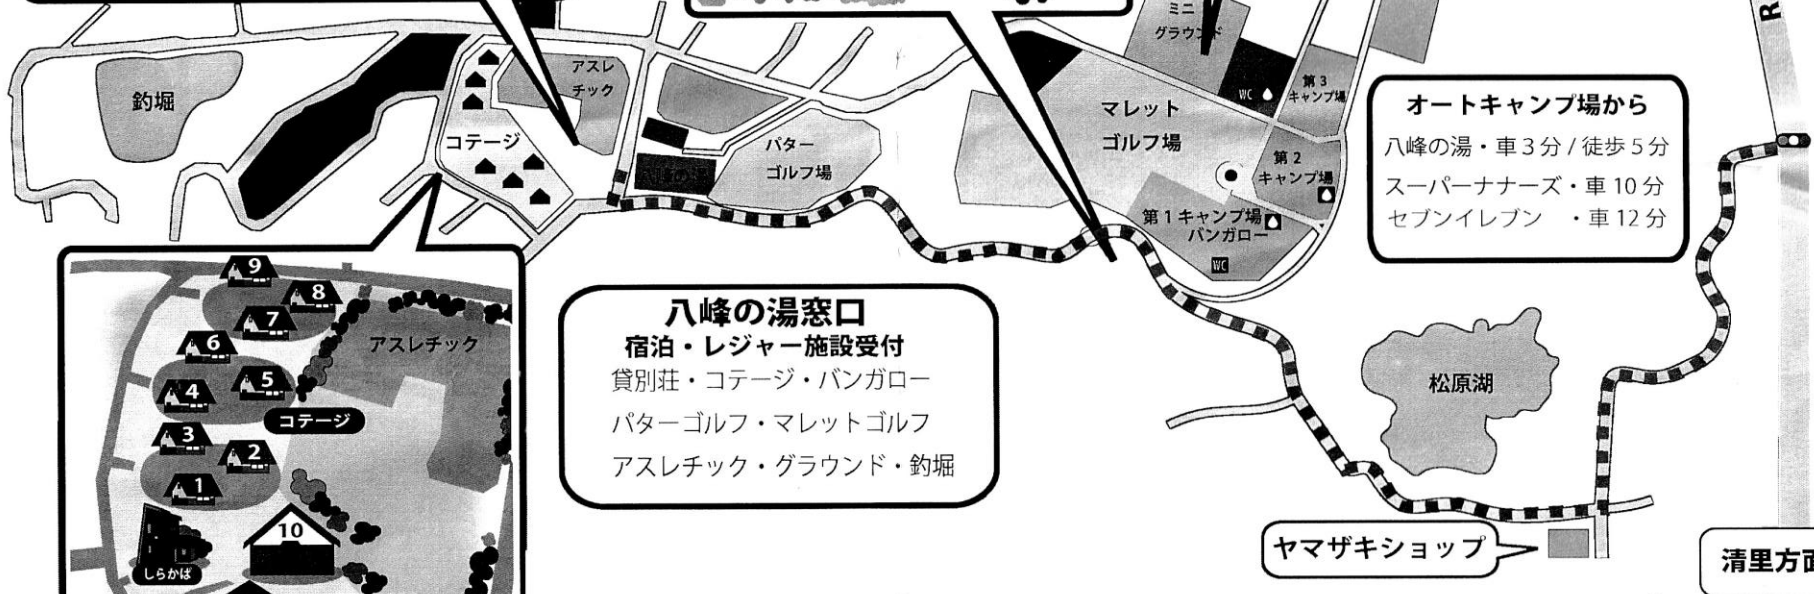 ミニ
グラウンド
R
釣堀
アスレ
チック
コテージ
パター
ゴルフ場
マレット
ゴルフ場
WC
第3
キャンプ場
第2
キャンプ場
第1キャンプ場
バンガロー
WC
オートキャンプ場から
八峰の湯・車3分/徒歩5分
スーパーナナーズ・車10分
セブンイレブン ・車12分
9
8
7
6
5
4
3
2
1
10
アスレチック
コテージ
しらかば
八峰の湯窓口
宿泊・レジャー施設受付
貸別荘・コテージ・バンガロー
パターゴルフ・マレットゴルフ
アスレチック・グラウンド・釣堀
松原湖
ヤマザキショップ
清里方面